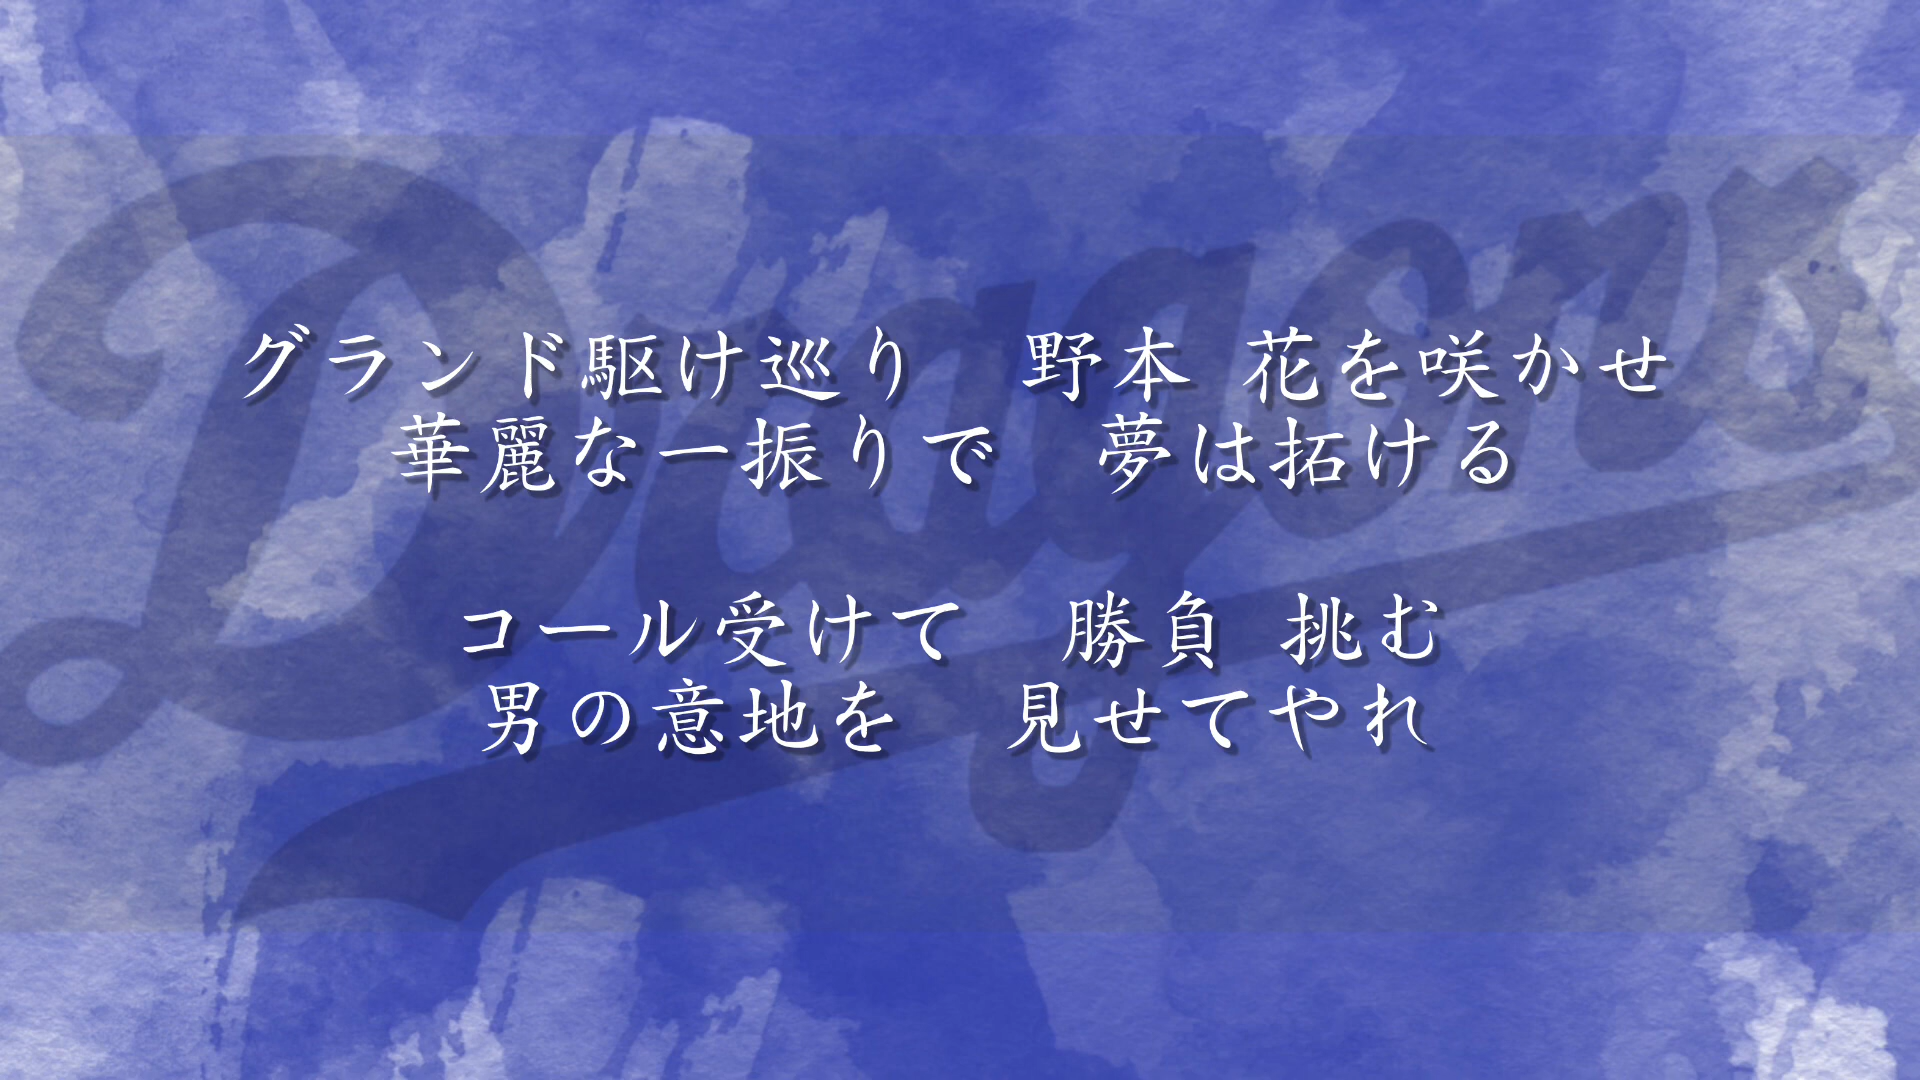 Dragons
グランド駆け巡り　野本 花を咲かせ
華麗な一振りで　夢は拓ける
コール受けて　勝負 挑む
男の意地を　見せてやれ